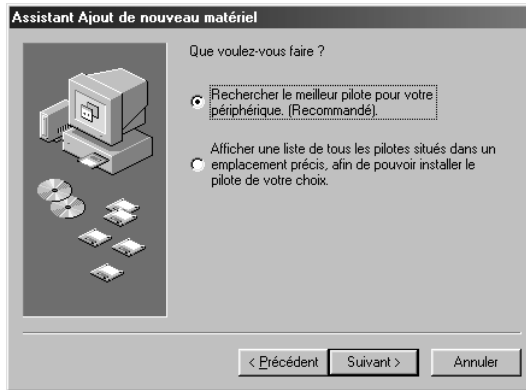 Assistant Ajout de nouveau matériel
Que voulez-vous faire ?
Rechercher le meilleur pilote pour votre
périphérique. (Recommandé).
Afficher une liste de tous les pilotes situés dans un
emplacement précis, afin de pouvoir installer le
pilote de votre choix.
< Précédent
Suivant >
Annuler